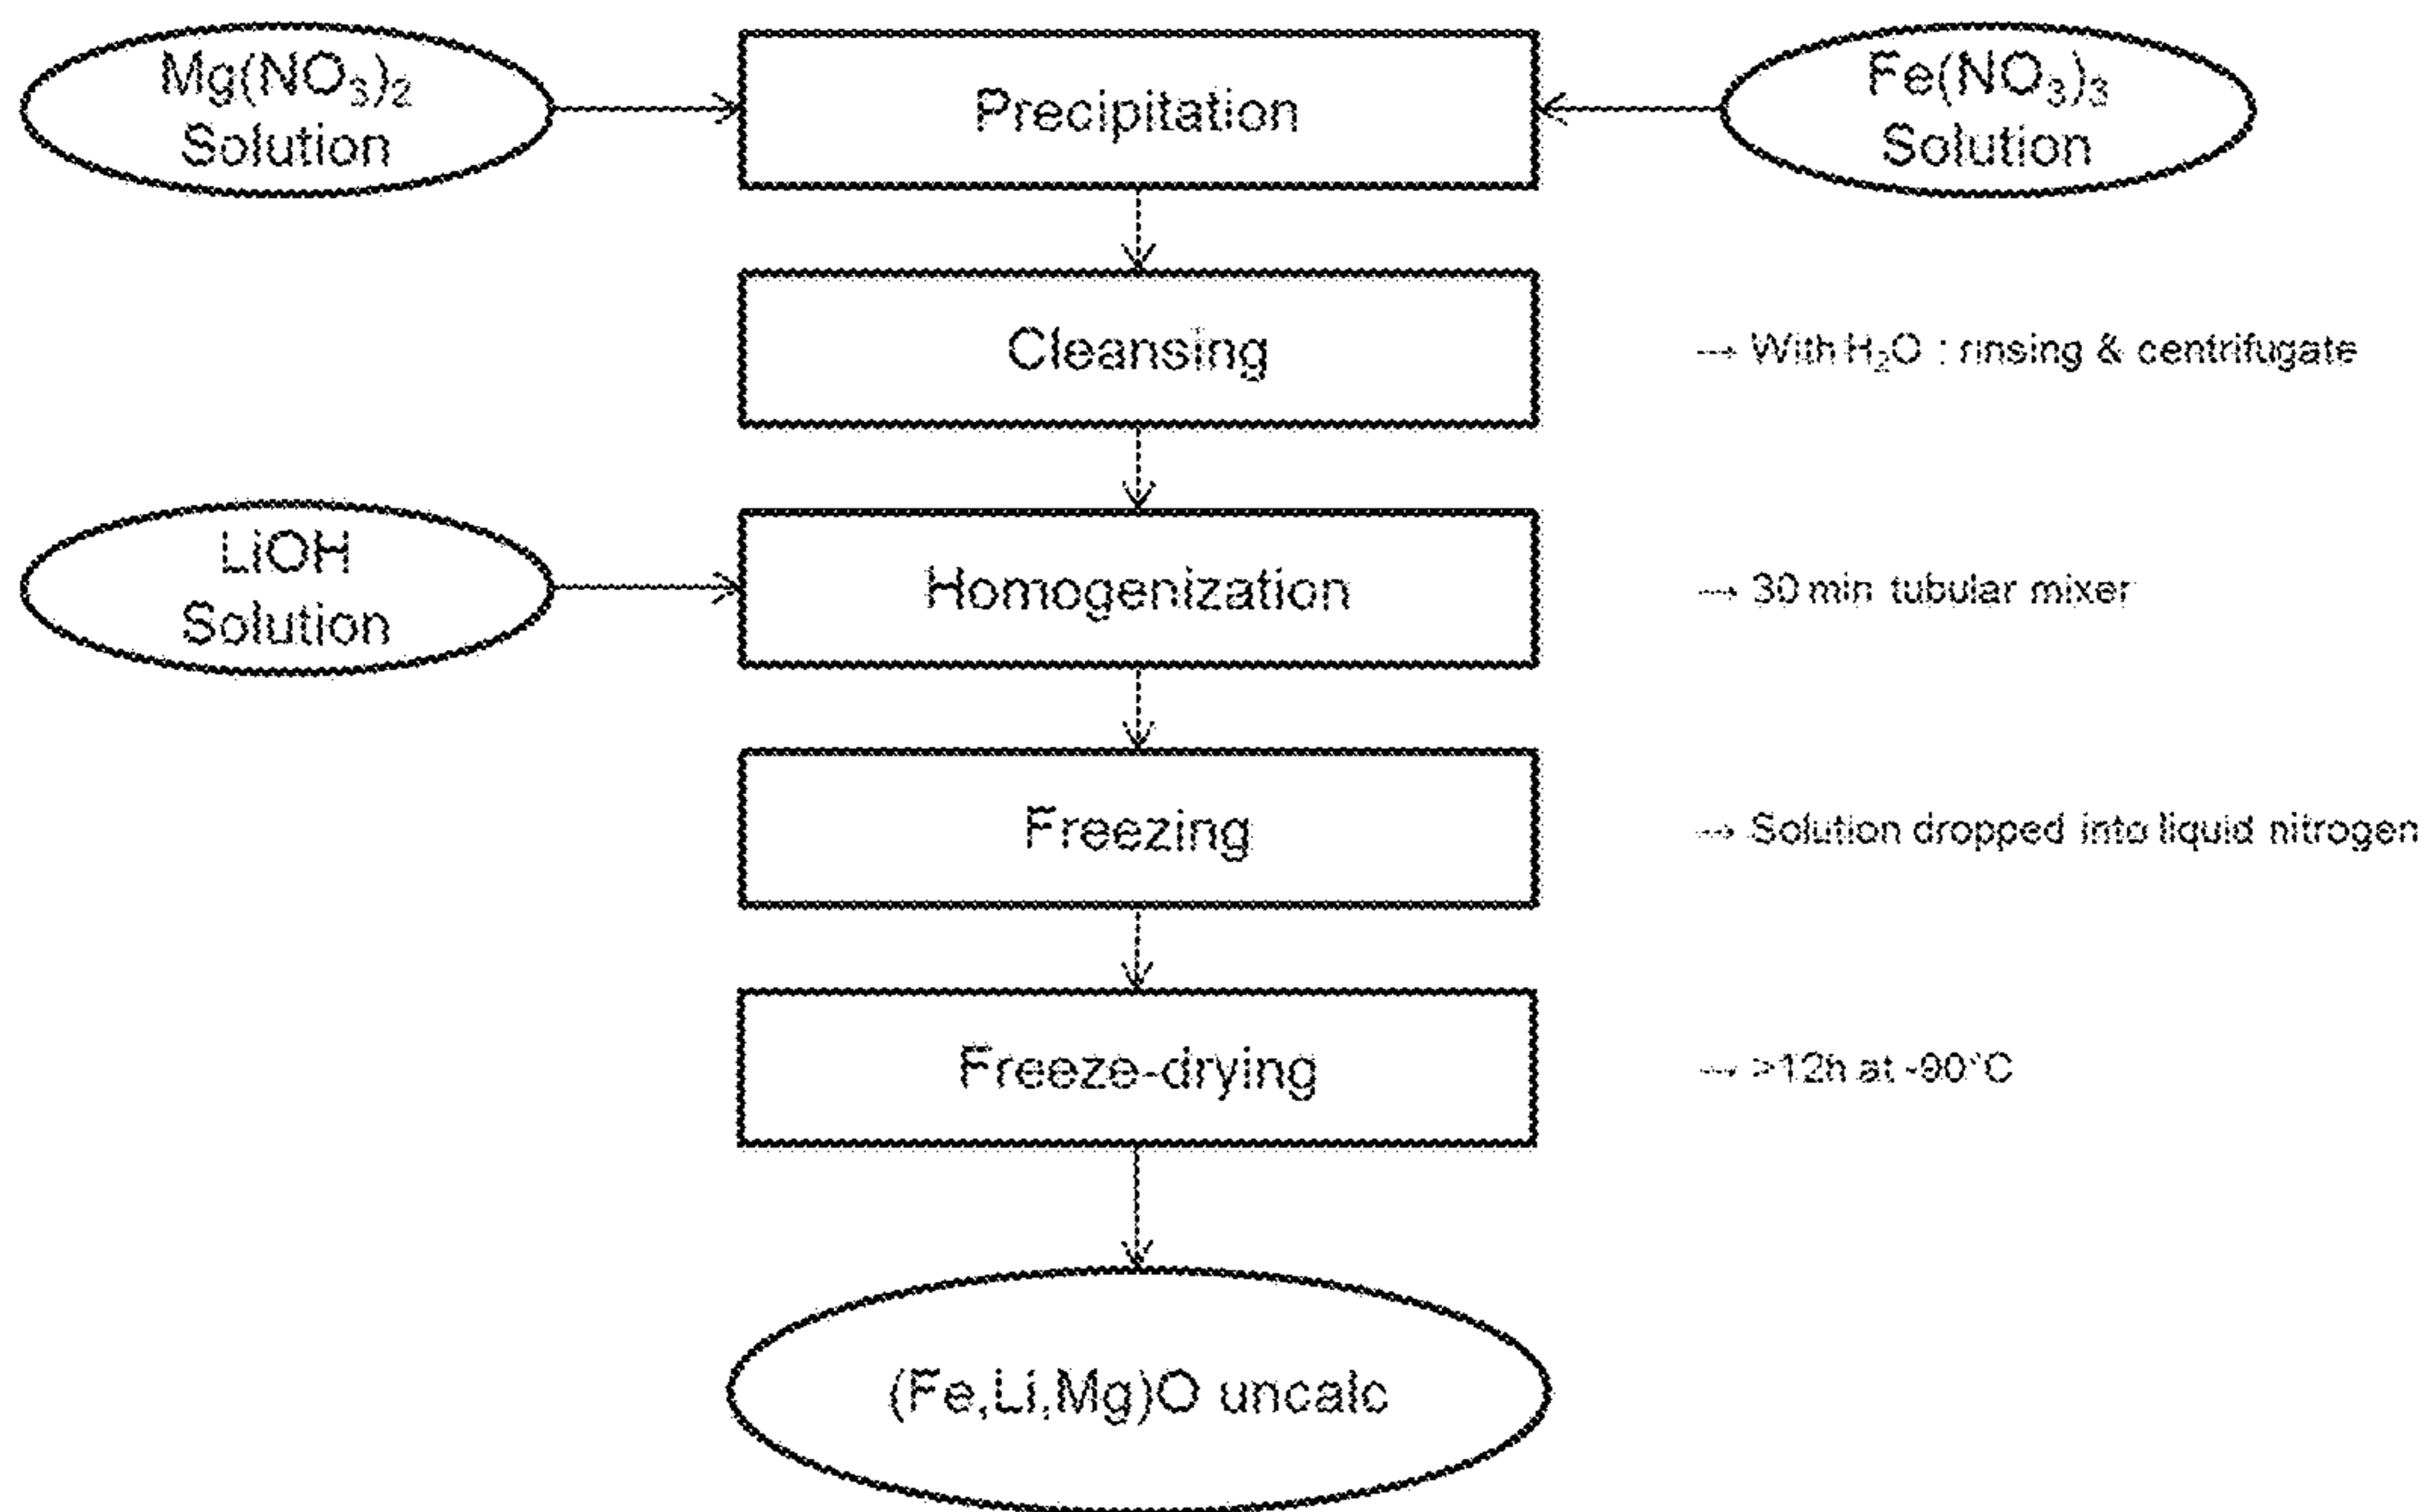 Mg(NO₃)₂
Solution
Precipitation
Fe(NO₃)₃
Solution
Cleansing
→ With H₂O : rinsing & centrifugate
LiOH
Solution
Homogenization
→ 30 min tubular mixer
Freezing
→ Solution dropped into liquid nitrogen
Freeze-drying
→ >12h at -90°C
(Fe,Li,Mg)O uncalc